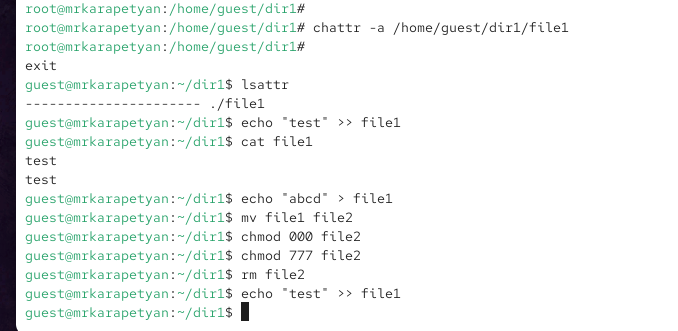 root@mrkarapetyan:/home/guest/dir1#
root@mrkarapetyan:/home/guest/dir1# chattr -a /home/guest/dir1/file1
root@mrkarapetyan:/home/guest/dir1#
exit
guest@mrkarapetyan:~/dir1$ lsattr
---------------------- ./file1
guest@mrkarapetyan:~/dir1$ echo "test" >> file1
guest@mrkarapetyan:~/dir1$ cat file1
test
test
guest@mrkarapetyan:~/dir1$ echo "abcd" > file1
guest@mrkarapetyan:~/dir1$ mv file1 file2
guest@mrkarapetyan:~/dir1$ chmod 000 file2
guest@mrkarapetyan:~/dir1$ chmod 777 file2
guest@mrkarapetyan:~/dir1$ rm file2
guest@mrkarapetyan:~/dir1$ echo "test" >> file1
guest@mrkarapetyan:~/dir1$